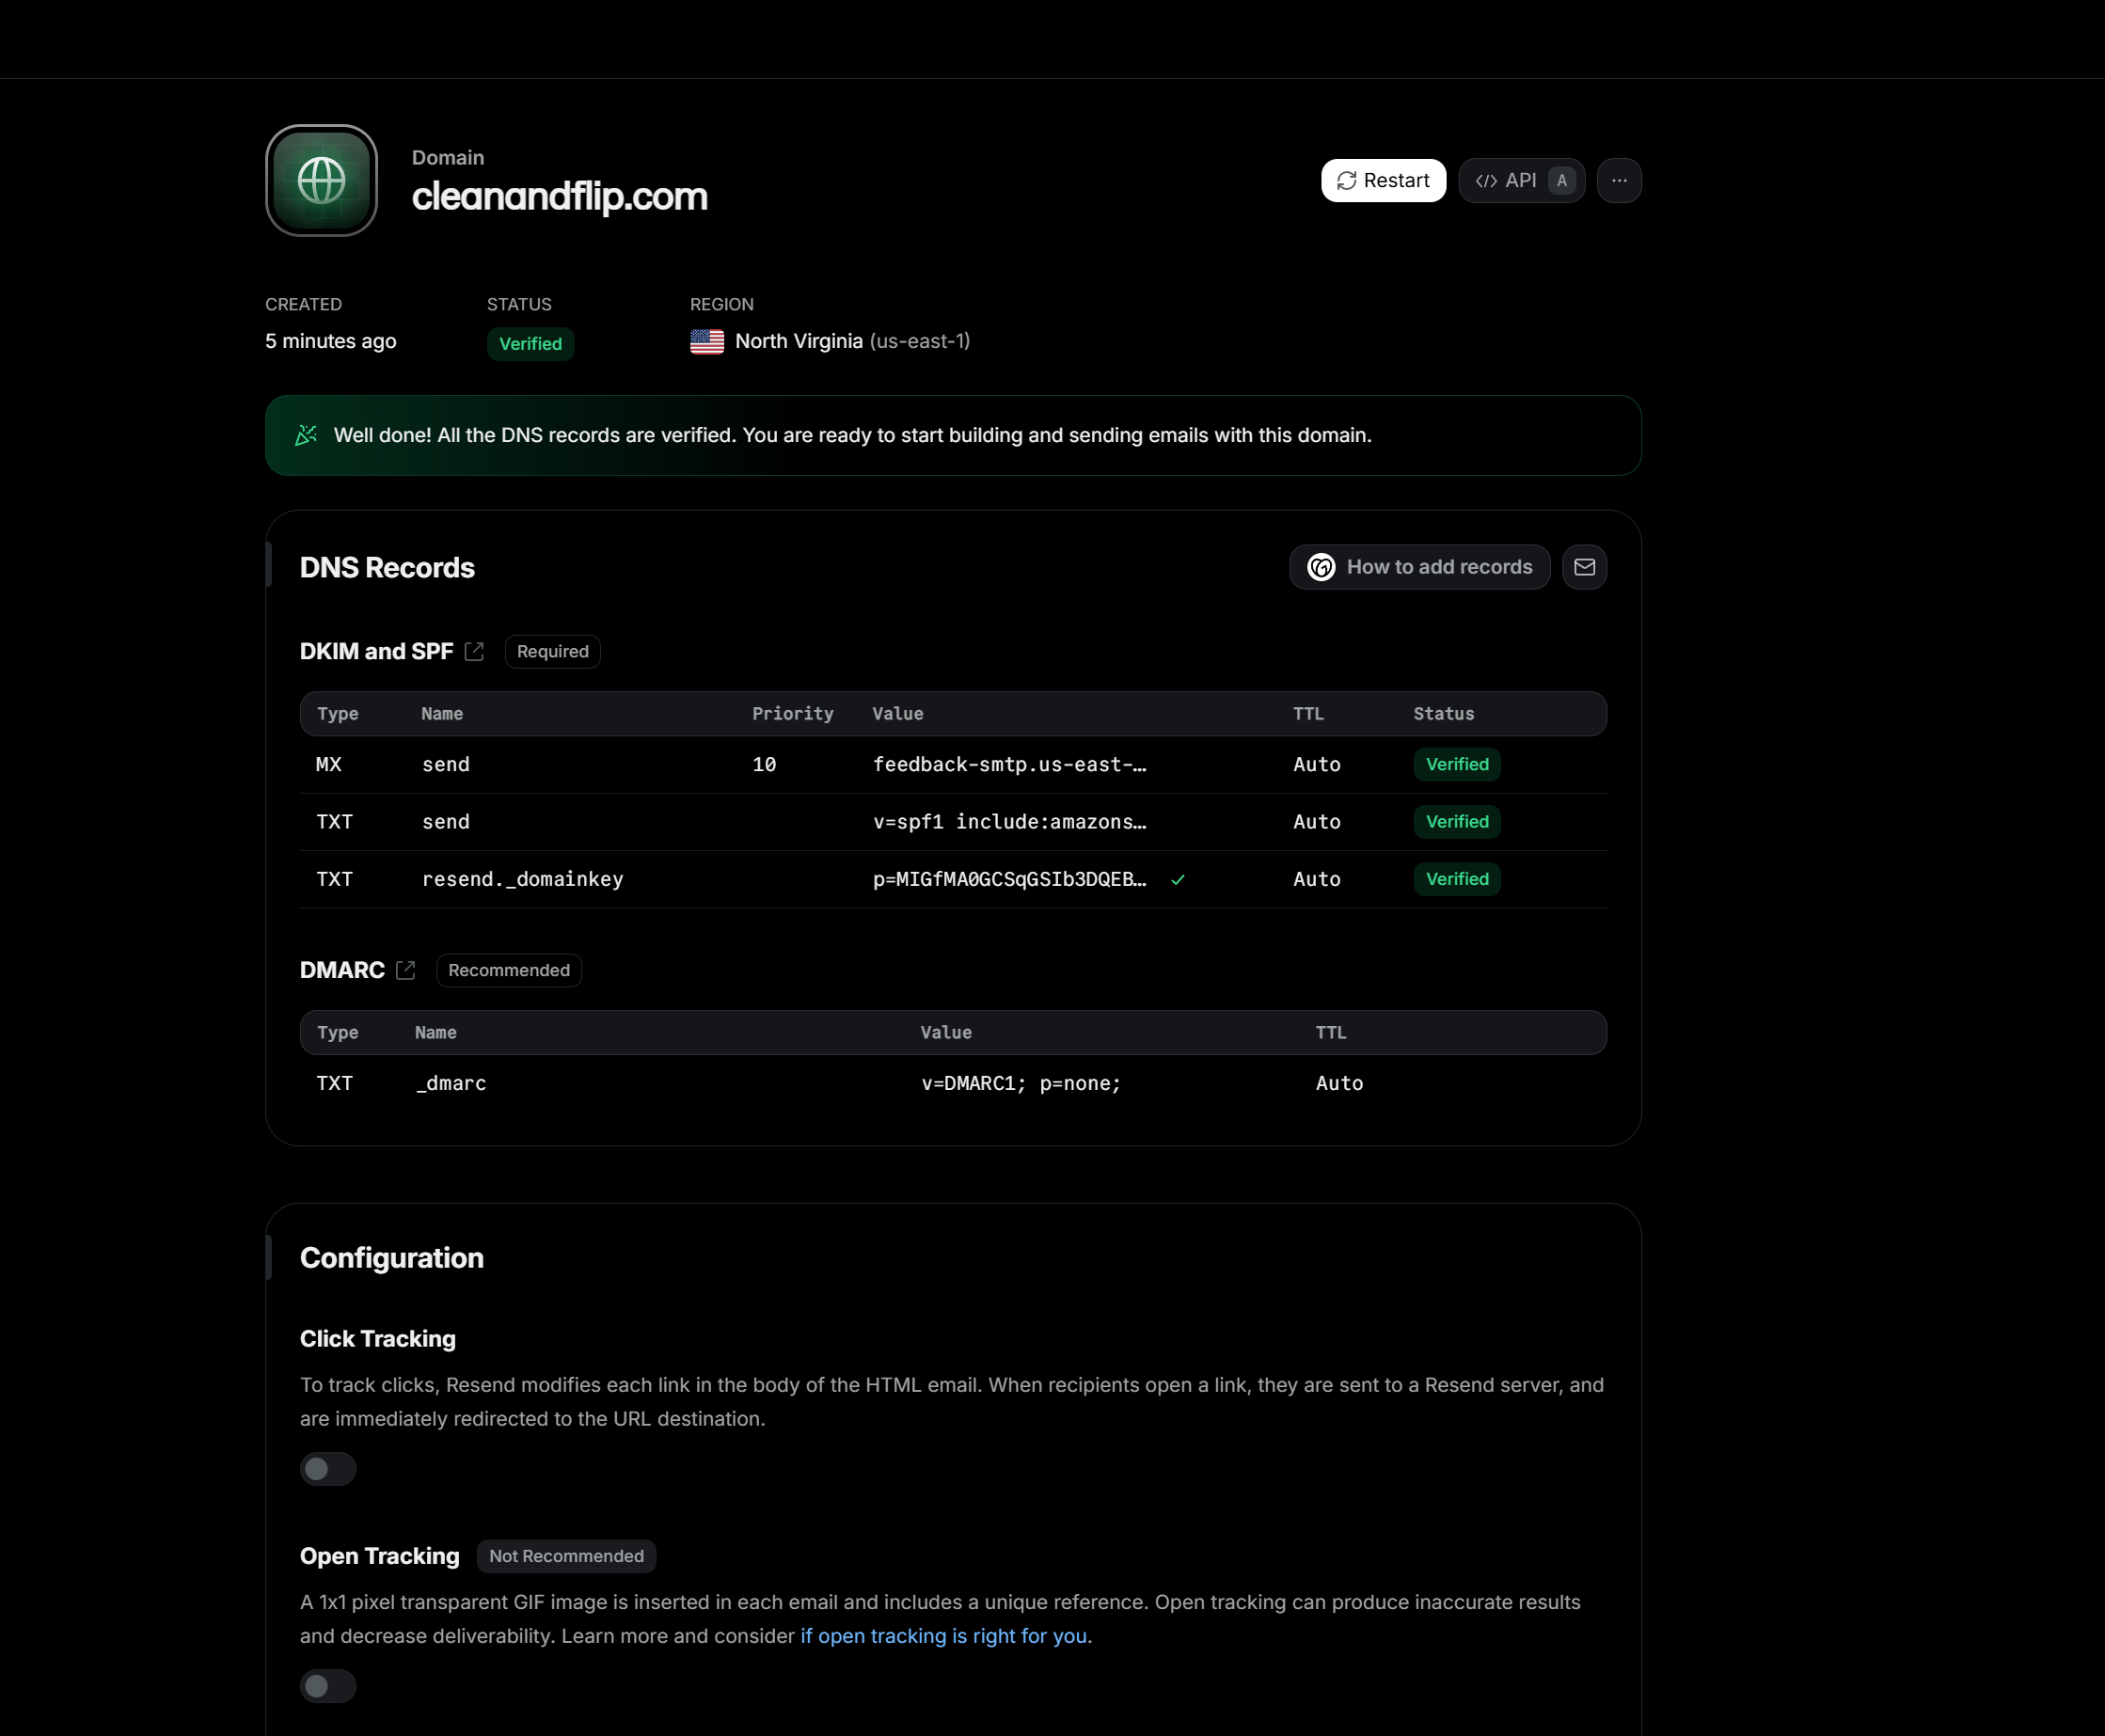 Domain
cleanandflip.com
Restart
</> API A
CREATED
5 minutes ago
STATUS
Verified
REGION
North Virginia (us-east-1)
Well done! All the DNS records are verified. You are ready to start building and sending emails with this domain.
DNS Records
How to add records
DKIM and SPF Required
Type Name Priority Value TTL Status
MX send 10 feedback-smtp.us-east-… Auto Verified
TXT send v=spf1 include:amazons… Auto Verified
TXT resend._domainkey p=MIGfMA0GCSqGSIb3DQEB… Auto Verified
DMARC Recommended
Type Name Value TTL
TXT _dmarc v=DMARC1; p=none; Auto
Configuration
Click Tracking
To track clicks, Resend modifies each link in the body of the HTML email. When recipients open a link, they are sent to a Resend server, and
are immediately redirected to the URL destination.
Open Tracking Not Recommended
A 1x1 pixel transparent GIF image is inserted in each email and includes a unique reference. Open tracking can produce inaccurate results
and decrease deliverability. Learn more and consider if open tracking is right for you.